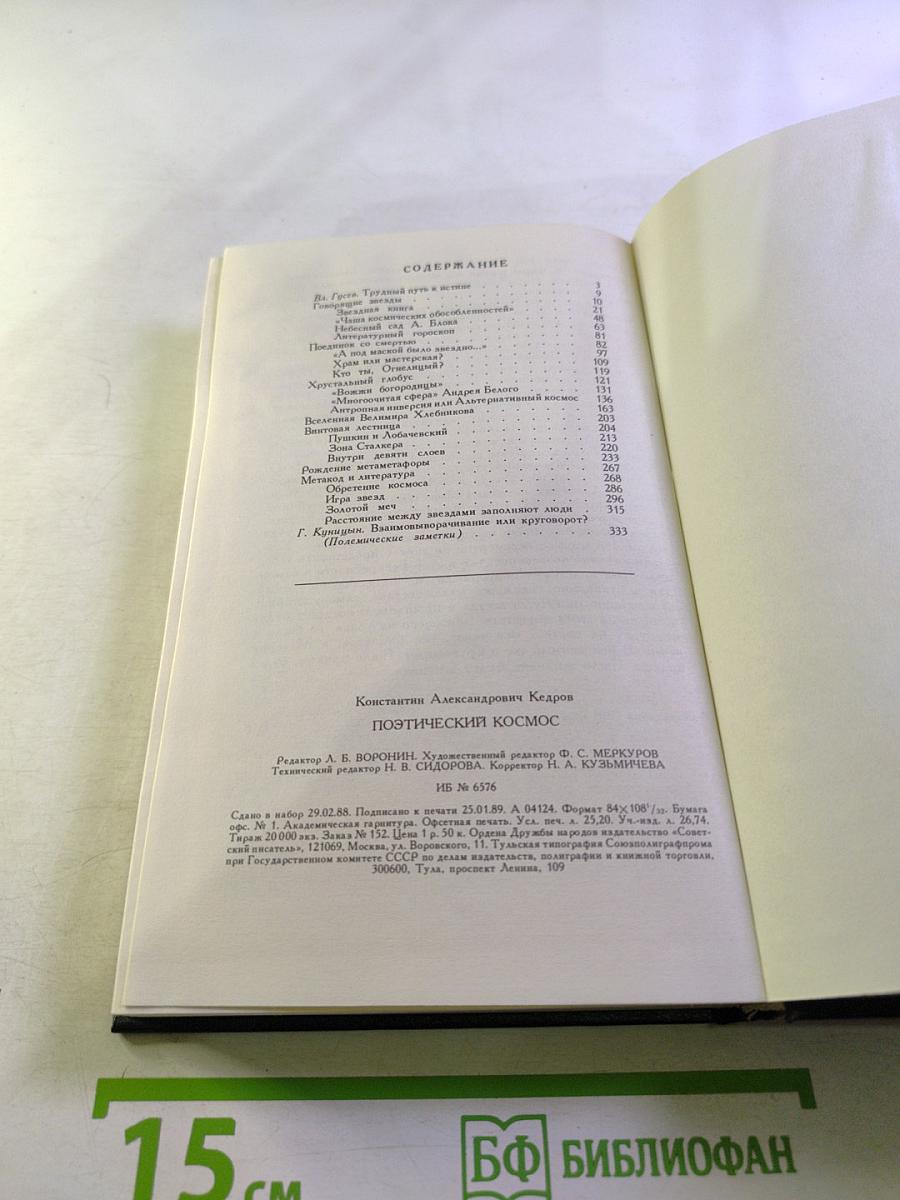 СОДЕРЖАНИЕ
Вл. Гусев. Трудный путь к истине . . . . . . . 3
Говорящие звезды . . . . . . . . . . 9
Звездная книга . . . . . . . . . . 10
«Чаша космических обособленностей» . . . . 21
Небесный сад А. Блока . . . . . . . . 48
Литературный гороскоп . . . . . . . . 63
Поединок со смертью . . . . . . . . . 81
«А под маской было звездно...» . . . . . . 82
Храм или мастерская? . . . . . . . . 97
Кто ты, Огнелицый? . . . . . . . . . 109
Хрустальный глобус . . . . . . . . . . 119
«Вожжи богородицы» . . . . . . . . . 121
«Многоочитая сфера» Андрея Белого . . . . 131
Антропная инверсия или Альтернативный космос 136
Вселенная Велимира Хлебникова . . . . . . . 163
Винтовая лестница . . . . . . . . . . 203
Пушкин и Лобачевский . . . . . . . . 204
Зона Сталкера . . . . . . . . . . 213
Внутри девяти слоев . . . . . . . . . 220
Рождение метаметафоры . . . . . . . . . 233
Метакод и литература . . . . . . . . . 267
Обретение космоса . . . . . . . . . 268
Игра звезд . . . . . . . . . . . 286
Золотой меч . . . . . . . . . . . 296
Расстояние между звездами заполняют люди . 315
Г. Куницын. Взаимовыворачивание или круговорот?
(Полемические заметки) . . . . . . . . 333
Константин Александрович Кедров
ПОЭТИЧЕСКИЙ КОСМОС
Редактор Л. Б. ВОРОНИН. Художественный редактор Ф. С. МЕРКУРОВ
Технический редактор Н. В. СИДОРОВА. Корректор Н. А. КУЗЬМИЧЕВА
ИБ № 6576
Сдано в набор 29.02.88. Подписано к печати 25.01.89. А 04124. Формат 84×108¹/₃₂. Бумага
офс. № 1. Академическая гарнитура. Офсетная печать. Усл. печ. л. 25,20. Уч.-изд. л. 26,74.
Тираж 20 000 экз. Заказ № 152. Цена 1 р. 50 к. Ордена Дружбы народов издательство «Совет-
ский писатель», 121069, Москва, ул. Воровского, 11. Тульская типография Союзполиграфпрома
при Государственном комитете СССР по делам издательств, полиграфии и книжной торговли,
300600, Тула, проспект Ленина, 109
15 см
БФ БИБЛИОФАН